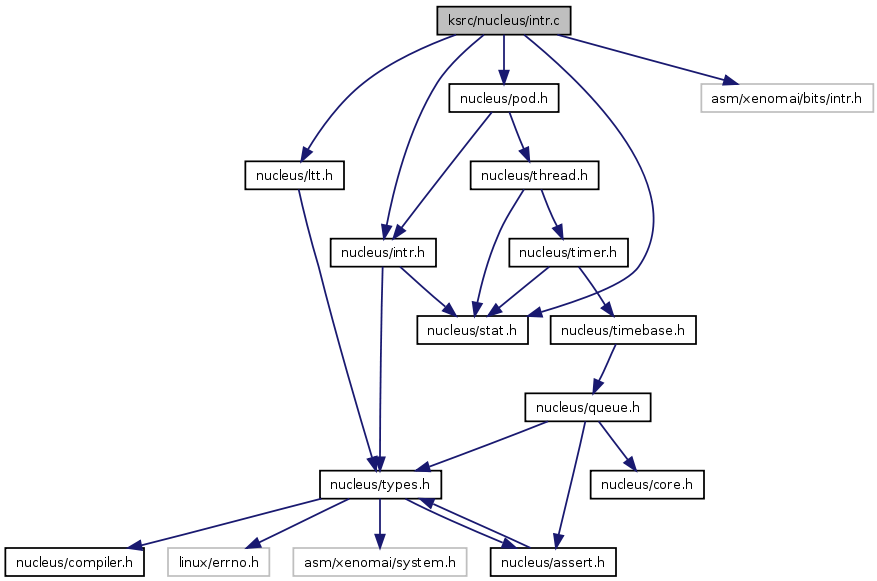 ksrc/nucleus/intr.c
nucleus/pod.h
asm/xenomai/bits/intr.h
nucleus/ltt.h
nucleus/thread.h
nucleus/intr.h
nucleus/timer.h
nucleus/stat.h
nucleus/timebase.h
nucleus/queue.h
nucleus/types.h
nucleus/core.h
nucleus/compiler.h
linux/errno.h
asm/xenomai/system.h
nucleus/assert.h